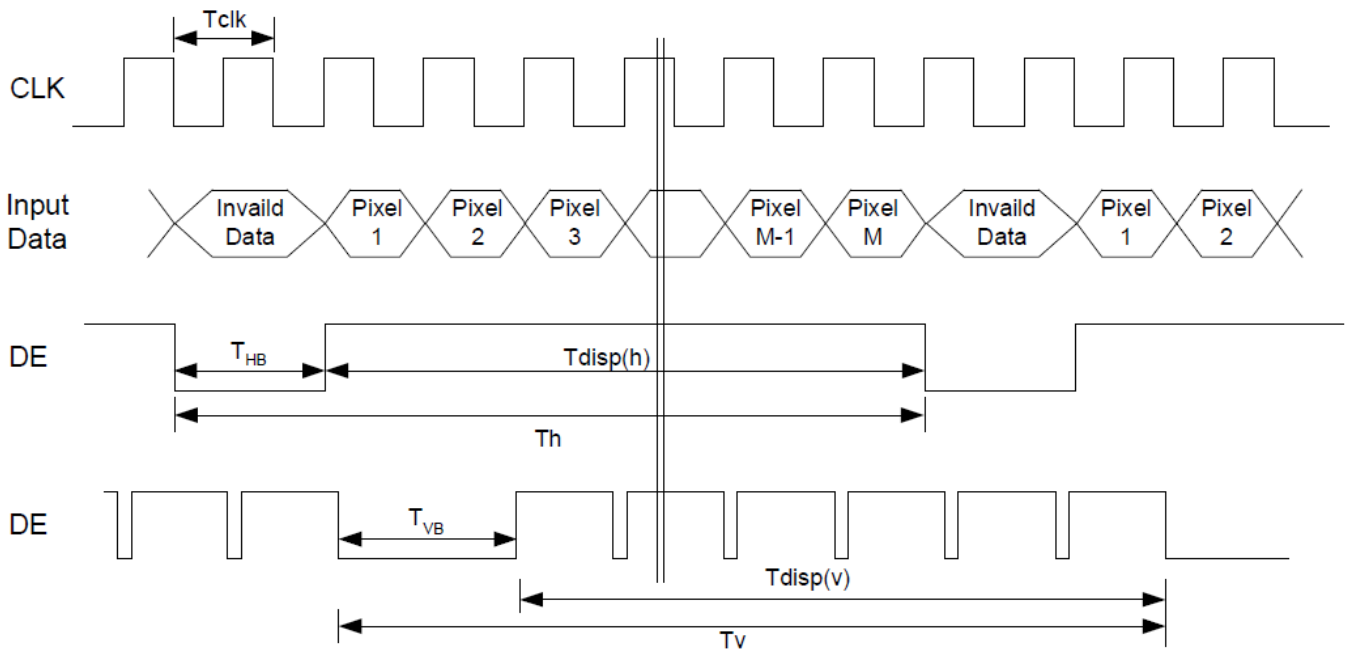 Tclk
CLK
Input
Data
Invaild
Data
Pixel
1
Pixel
2
Pixel
3
Pixel
M-1
Pixel
M
Invaild
Data
Pixel
1
Pixel
2
DE
THB
Tdisp(h)
Th
DE
TVB
Tdisp(v)
Tv